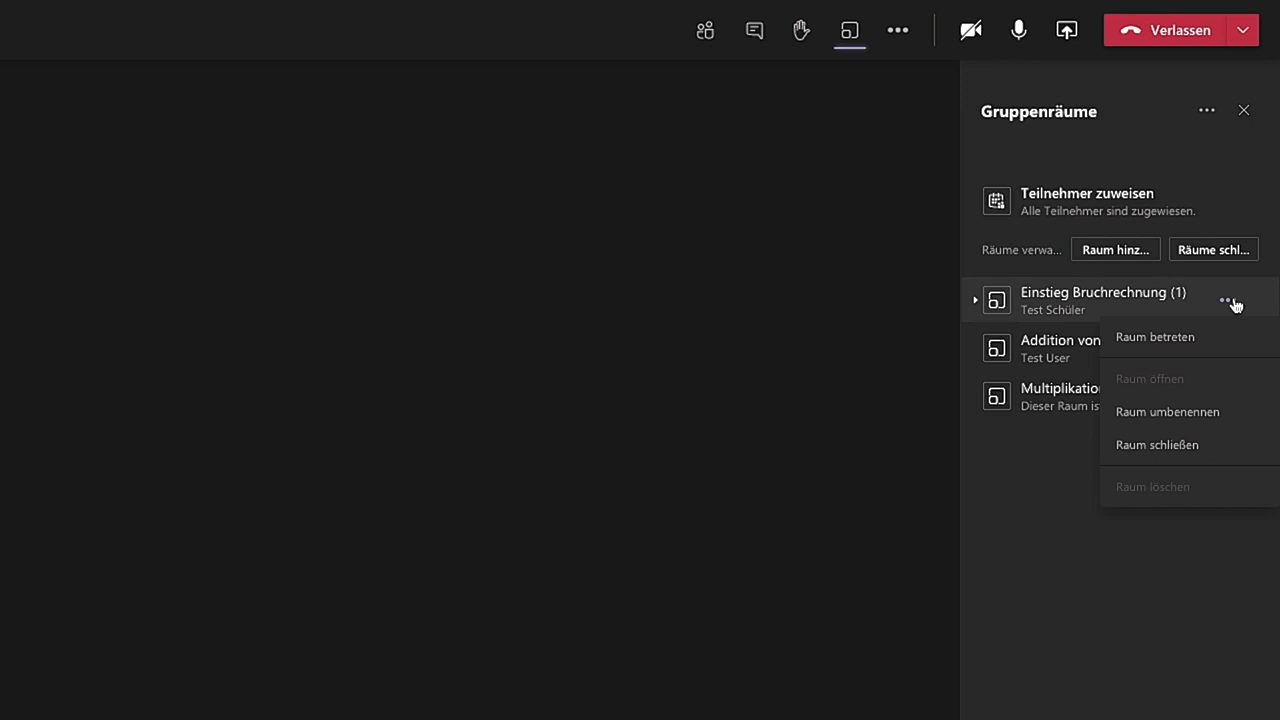 Verlassen
Gruppenräume
Teilnehmer zuweisen
Alle Teilnehmer sind zugewiesen.
Räume verwa... Raum hinz... Räume schl...
Einstieg Bruchrechnung (1)
Test Schüler
Raum betreten
Addition von
Test User
Raum öffnen
Multiplikatio
Dieser Raum is
Raum umbenennen
Raum schließen
Raum löschen